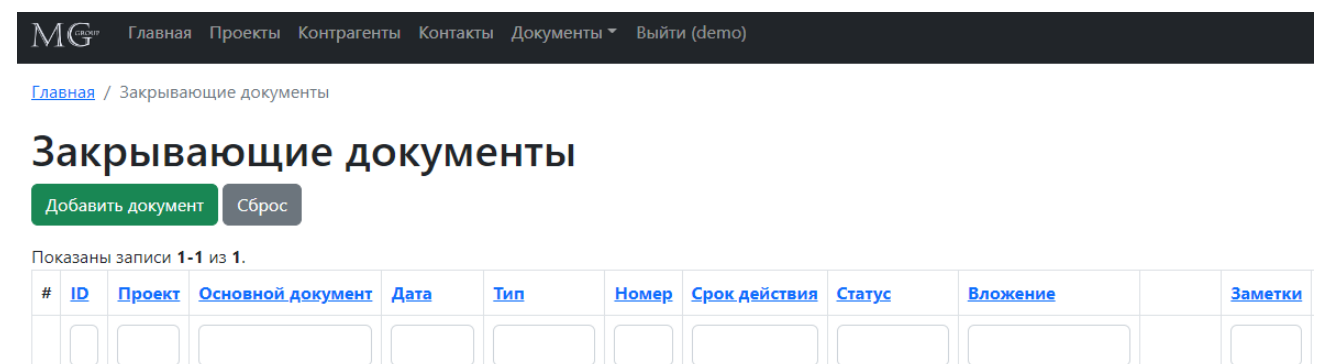 MG GROUP Главная Проекты Контрагенты Контакты Документы Выйти (demo)
Главная / Закрывающие документы
Закрывающие документы
Добавить документ Сброс
Показаны записи 1-1 из 1.
# ID Проект Основной документ Дата Тип Номер Срок действия Статус Вложение Заметки